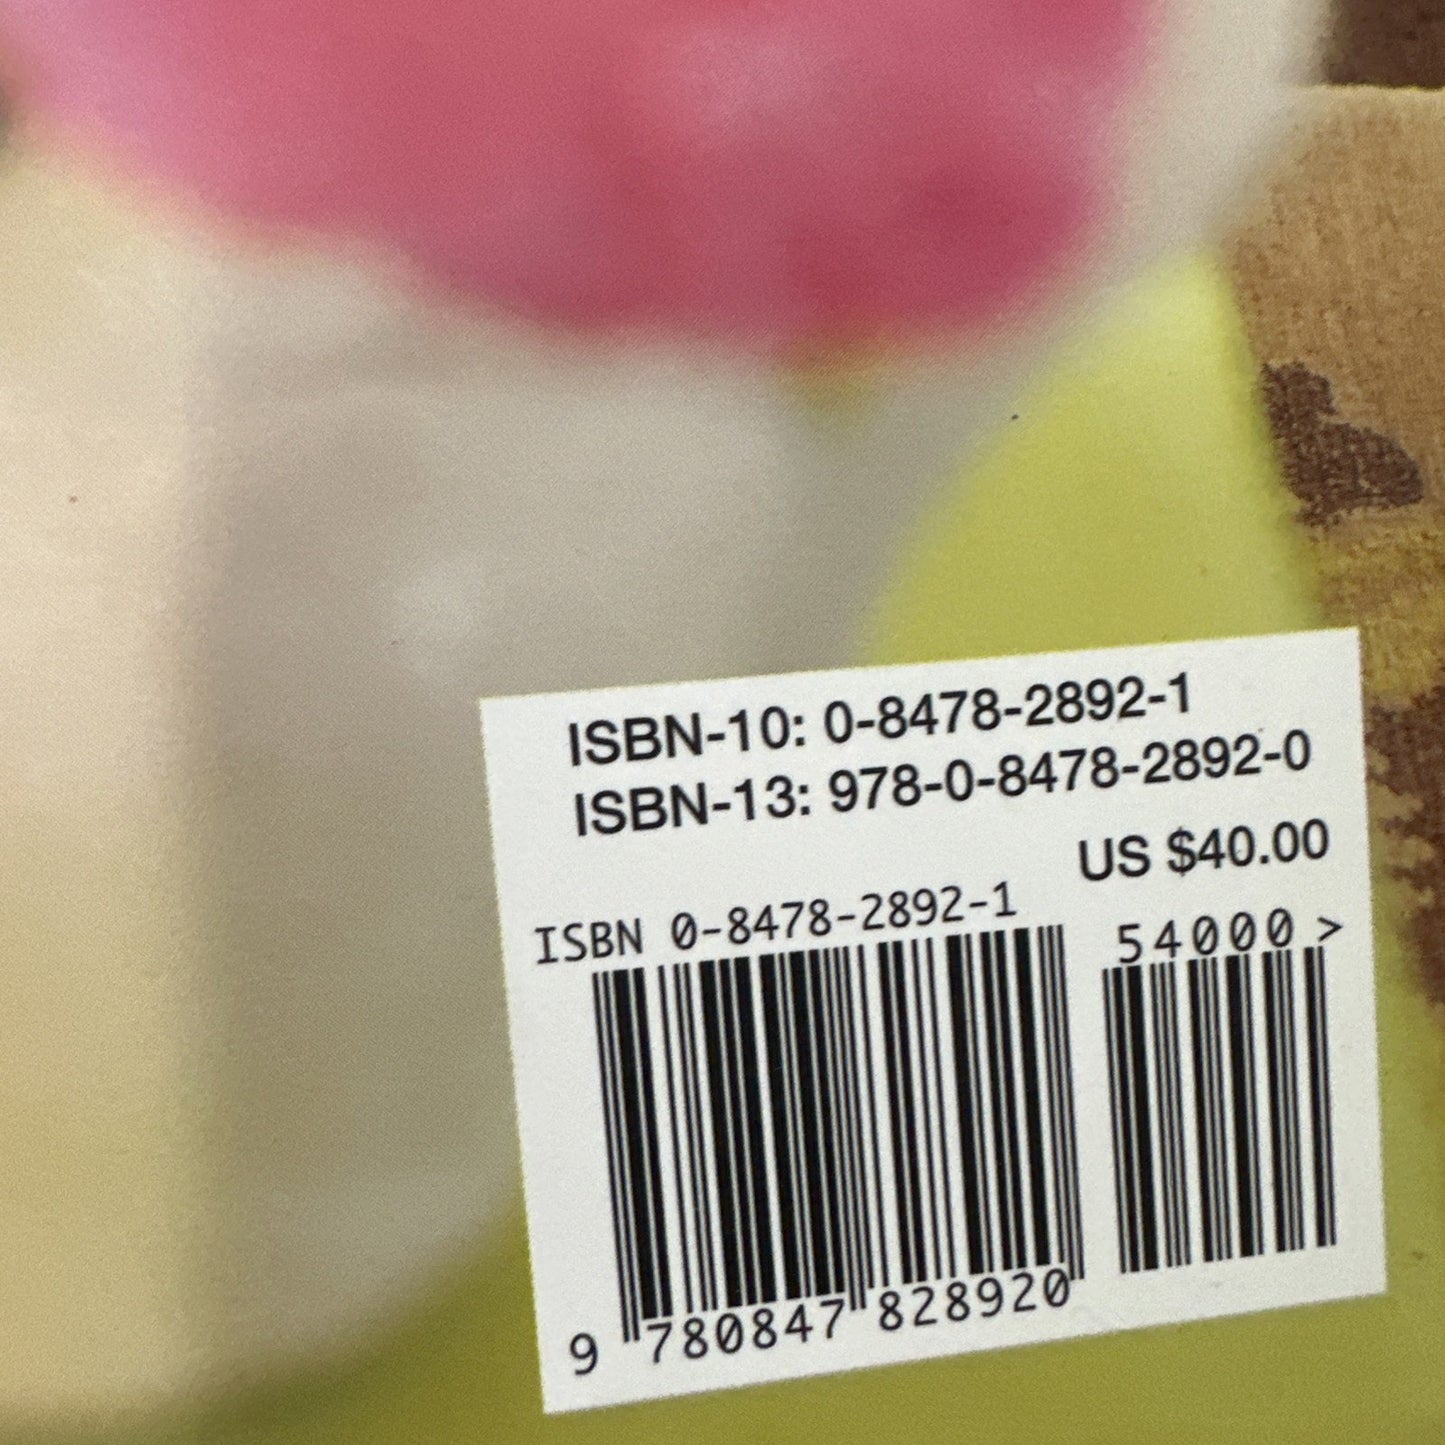 ISBN-10: 0-8478-2892-1
ISBN-13: 978-0-8478-2892-0
US $40.00
ISBN 0-8478-2892-1
54000 >
9 780847 828920